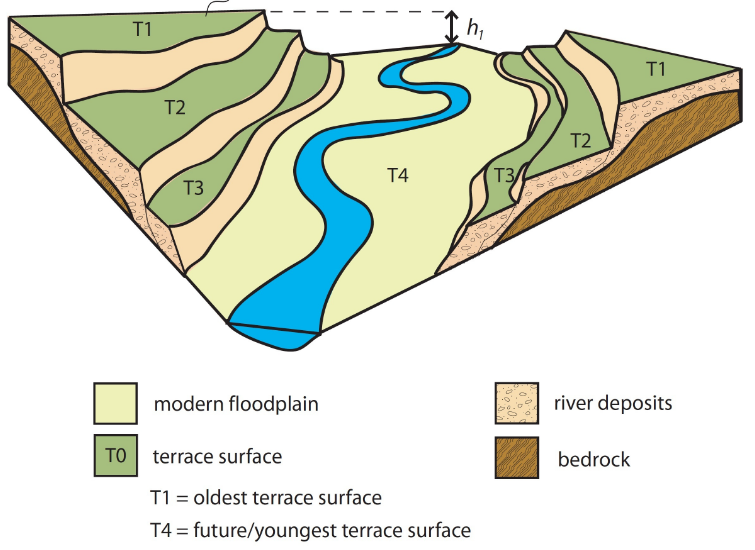 T1
h1
T1
T2
T2
T3
T3
T4
modern floodplain
river deposits
T0 terrace surface
bedrock
T1 = oldest terrace surface
T4 = future/youngest terrace surface